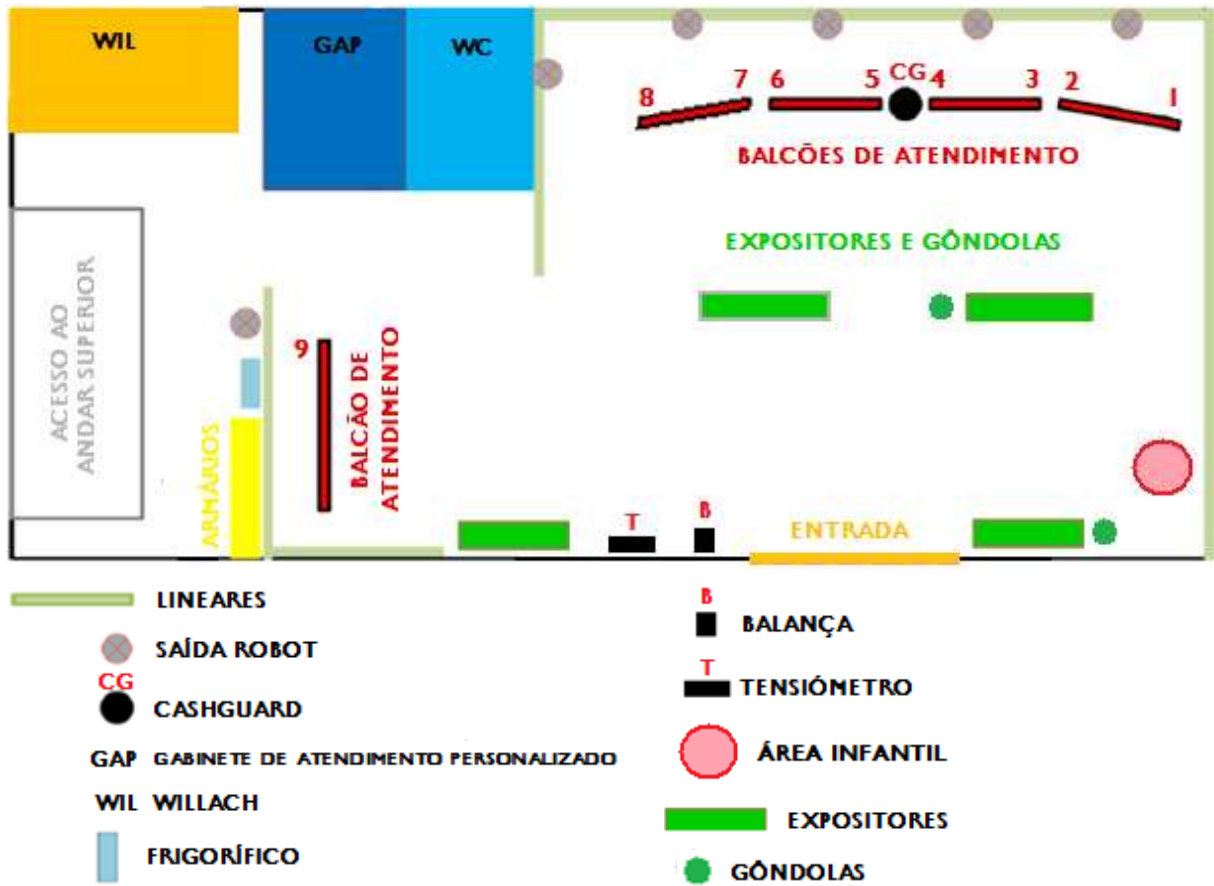 WIL
GAP
WC
8
7
6
5
CG
4
3
2
1
BALCÕES DE ATENDIMENTO
EXPOSITORES E GÔNDOLAS
ACESSO AO
ANDAR SUPERIOR
ARMÁRIOS
9
BALCÃO DE
ATENDIMENTO
T
B
ENTRADA
LINEARES
SAÍDA ROBOT
CG
CASHGUARD
GAP GABINETE DE ATENDIMENTO PERSONALIZADO
WIL WILLACH
FRIGORÍFICO
B
BALANÇA
T
TENSIÓMETRO
ÁREA INFANTIL
EXPOSITORES
GÔNDOLAS